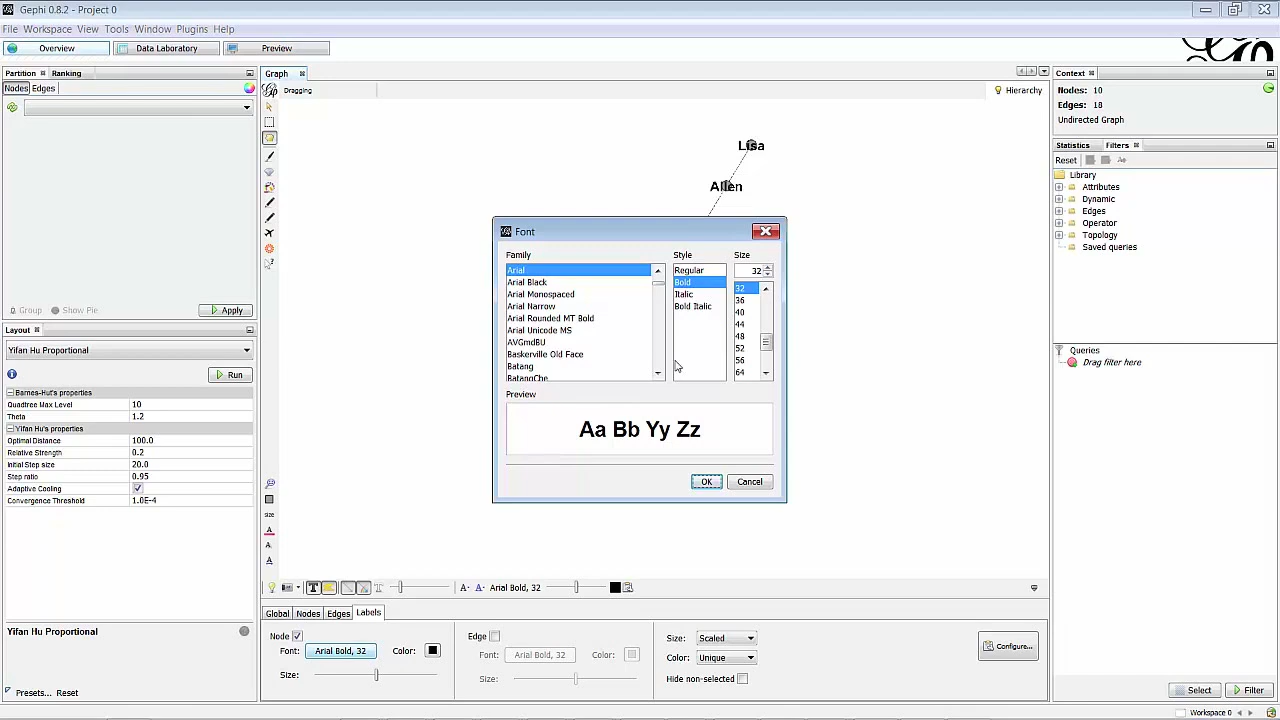 Gephi 0.8.2 - Project 0
File Workspace View Tools Window Plugins Help
Overview Data Laboratory Preview
Partition Ranking
Nodes Edges
Group Show Pie Apply
Layout
Yifan Hu Proportional
Run
Barnes-Hut's properties
Quadtree Max Level 10
Theta 1.2
Yifan Hu's properties
Optimal Distance 100.0
Relative Strength 0.2
Initial Step size 20.0
Step ratio 0.95
Adaptive Cooling
Convergence Threshold 1.0E-4
Yifan Hu Proportional
Presets... Reset
Graph
Dragging
Hierarchy
Lisa
Allen
Font
Family Style Size
Arial
Arial Black
Arial Monospaced
Arial Narrow
Arial Rounded MT Bold
Arial Unicode MS
AVGmdBU
Baskerville Old Face
Batang
BatangChe
Regular
Bold
Italic
Bold Italic
32
32
36
40
44
48
52
56
64
Preview
Aa Bb Yy Zz
OK Cancel
SIZE
Arial Bold, 32
Global Nodes Edges Labels
Node
Font: Arial Bold, 32 Color:
Size:
Edge
Font: Arial Bold, 32 Color:
Size:
Size: Scaled
Color: Unique
Hide non-selected
Configure...
Context
Nodes: 10
Edges: 18
Undirected Graph
Statistics Filters
Reset
Library
Attributes
Dynamic
Edges
Operator
Topology
Saved queries
Queries
Drag filter here
Select Filter
Workspace 0